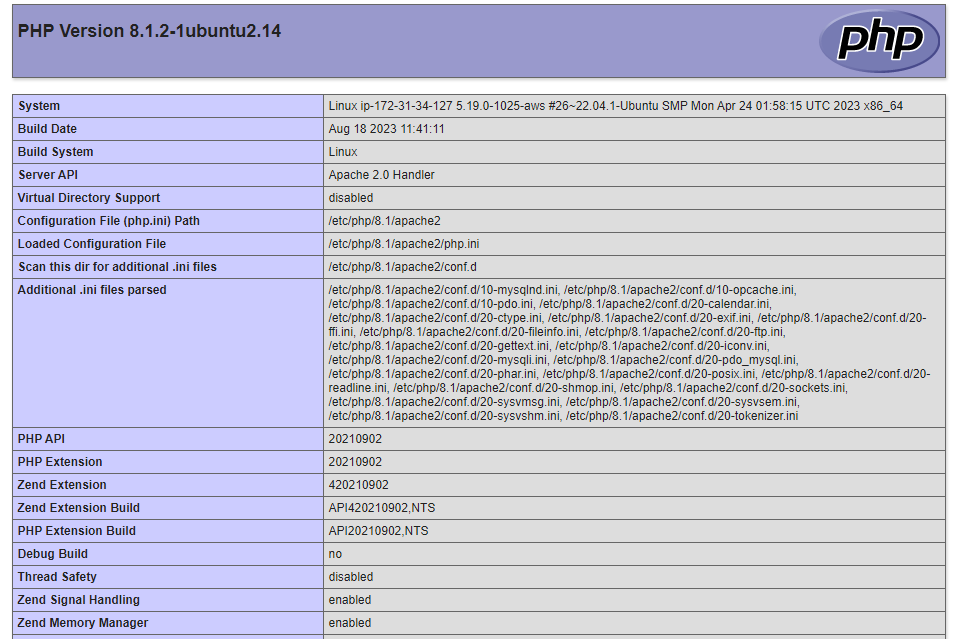 PHP Version 8.1.2-1ubuntu2.14
php
System Linux ip-172-31-34-127 5.19.0-1025-aws #26~22.04.1-Ubuntu SMP Mon Apr 24 01:58:15 UTC 2023 x86_64
Build Date Aug 18 2023 11:41:11
Build System Linux
Server API Apache 2.0 Handler
Virtual Directory Support disabled
Configuration File (php.ini) Path /etc/php/8.1/apache2
Loaded Configuration File /etc/php/8.1/apache2/php.ini
Scan this dir for additional .ini files /etc/php/8.1/apache2/conf.d
Additional .ini files parsed /etc/php/8.1/apache2/conf.d/10-mysqlnd.ini, /etc/php/8.1/apache2/conf.d/10-opcache.ini,
/etc/php/8.1/apache2/conf.d/10-pdo.ini, /etc/php/8.1/apache2/conf.d/20-calendar.ini,
/etc/php/8.1/apache2/conf.d/20-ctype.ini, /etc/php/8.1/apache2/conf.d/20-exif.ini, /etc/php/8.1/apache2/conf.d/20-
ffi.ini, /etc/php/8.1/apache2/conf.d/20-fileinfo.ini, /etc/php/8.1/apache2/conf.d/20-ftp.ini,
/etc/php/8.1/apache2/conf.d/20-gettext.ini, /etc/php/8.1/apache2/conf.d/20-iconv.ini,
/etc/php/8.1/apache2/conf.d/20-mysqli.ini, /etc/php/8.1/apache2/conf.d/20-pdo_mysql.ini,
/etc/php/8.1/apache2/conf.d/20-phar.ini, /etc/php/8.1/apache2/conf.d/20-posix.ini, /etc/php/8.1/apache2/conf.d/20-
readline.ini, /etc/php/8.1/apache2/conf.d/20-shmop.ini, /etc/php/8.1/apache2/conf.d/20-sockets.ini,
/etc/php/8.1/apache2/conf.d/20-sysvmsg.ini, /etc/php/8.1/apache2/conf.d/20-sysvsem.ini,
/etc/php/8.1/apache2/conf.d/20-sysvshm.ini, /etc/php/8.1/apache2/conf.d/20-tokenizer.ini
PHP API 20210902
PHP Extension 20210902
Zend Extension 420210902
Zend Extension Build API420210902,NTS
PHP Extension Build API20210902,NTS
Debug Build no
Thread Safety disabled
Zend Signal Handling enabled
Zend Memory Manager enabled